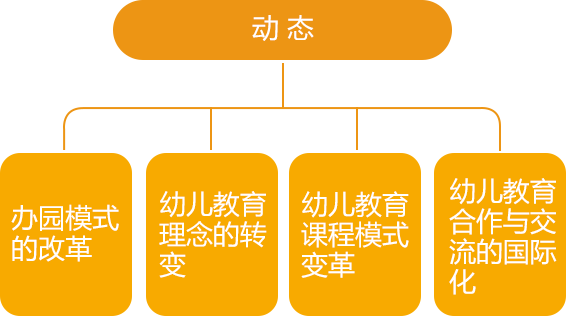 动 态
办园模式
的改革
幼儿教育
理念的转
变
幼儿教育
课程模式
变革
幼儿教育
合作与交
流的国际
化